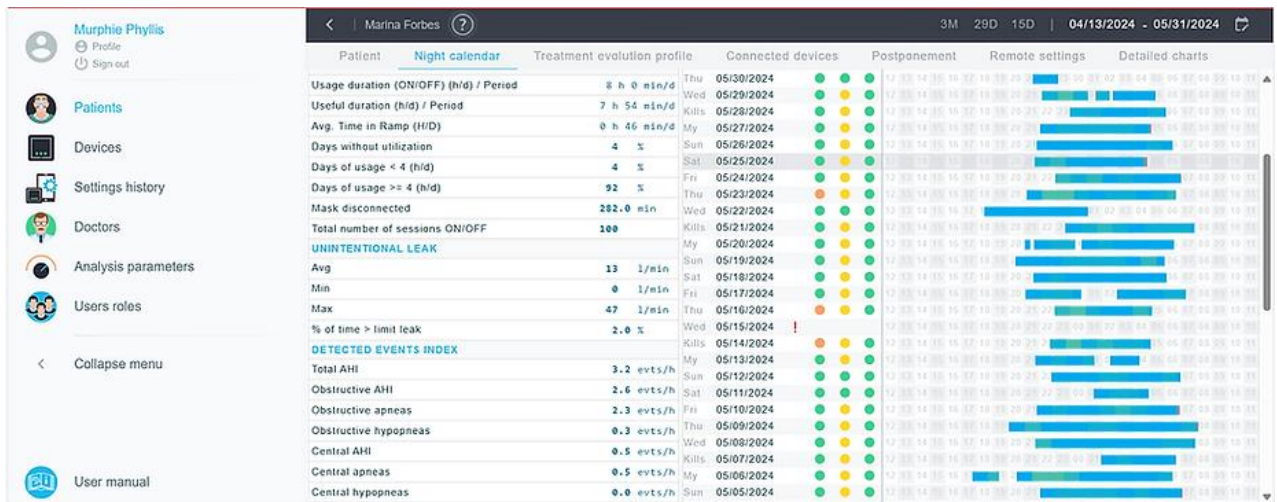 Murphie Phyllis
Profile
Sign out
Patients
Devices
Settings history
Doctors
Analysis parameters
Users roles
Collapse menu
User manual
Marina Forbes ?
3M 29D 15D | 04/13/2024 - 05/31/2024
Patient Night calendar Treatment evolution profile Connected devices Postponement Remote settings Detailed charts
Usage duration (ON/OFF) (h/d) / Period 8 h 0 min/d
Useful duration (h/d) / Period 7 h 54 min/d
Avg. Time in Ramp (H/D) 0 h 46 min/d
Days without utilization 4 %
Days of usage < 4 (h/d) 4 %
Days of usage >= 4 (h/d) 92 %
Mask disconnected 282.0 min
Total number of sessions ON/OFF 100
UNINTENTIONAL LEAK
Avg 13 l/min
Min 0 l/min
Max 47 l/min
% of time > limit leak 2.0 %
DETECTED EVENTS INDEX
Total AHI 3.2 evts/h
Obstructive AHI 2.6 evts/h
Obstructive apneas 2.3 evts/h
Obstructive hypopneas 0.3 evts/h
Central AHI 0.5 evts/h
Central apneas 0.5 evts/h
Central hypopneas 0.0 evts/h
Thu 05/30/2024
Wed 05/29/2024
Kills 05/28/2024
My 05/27/2024
Sun 05/26/2024
Sat 05/25/2024
Fri 05/24/2024
Thu 05/23/2024
Wed 05/22/2024
Kills 05/21/2024
My 05/20/2024
Sun 05/19/2024
Sat 05/18/2024
Fri 05/17/2024
Thu 05/16/2024
Wed 05/15/2024 !
Kills 05/14/2024
My 05/13/2024
Sun 05/12/2024
Sat 05/11/2024
Fri 05/10/2024
Thu 05/09/2024
Wed 05/08/2024
Kills 05/07/2024
My 05/06/2024
Sun 05/05/2024